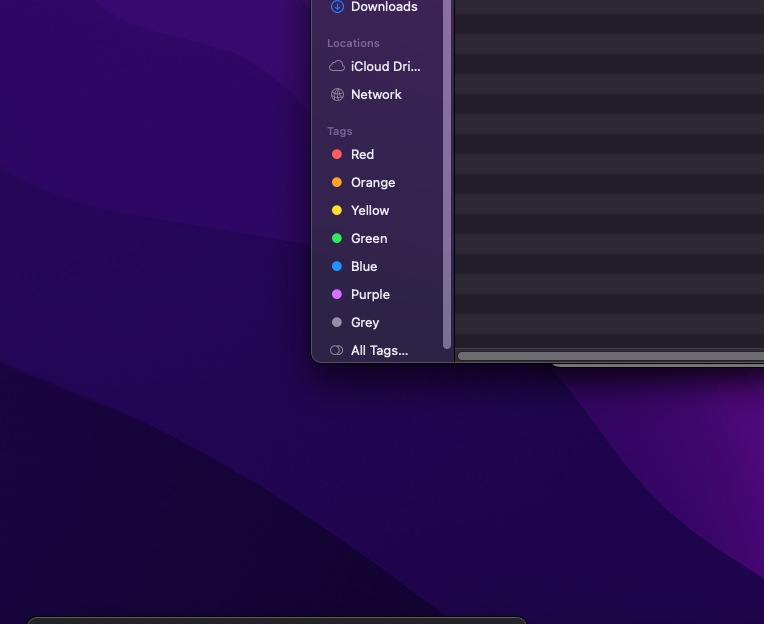 Downloads
Locations
iCloud Dri...
Network
Tags
Red
Orange
Yellow
Green
Blue
Purple
Grey
All Tags...